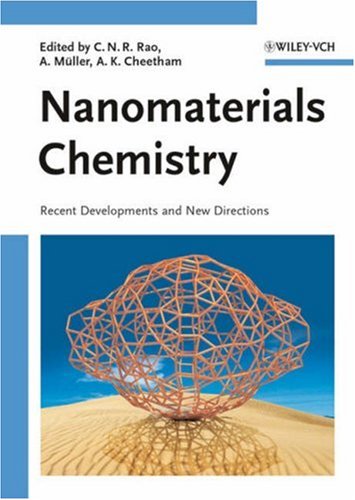 Edited by C. N. R. Rao,
A. Müller, A. K. Cheetham
WILEY-VCH
Nanomaterials
Chemistry
Recent Developments and New Directions